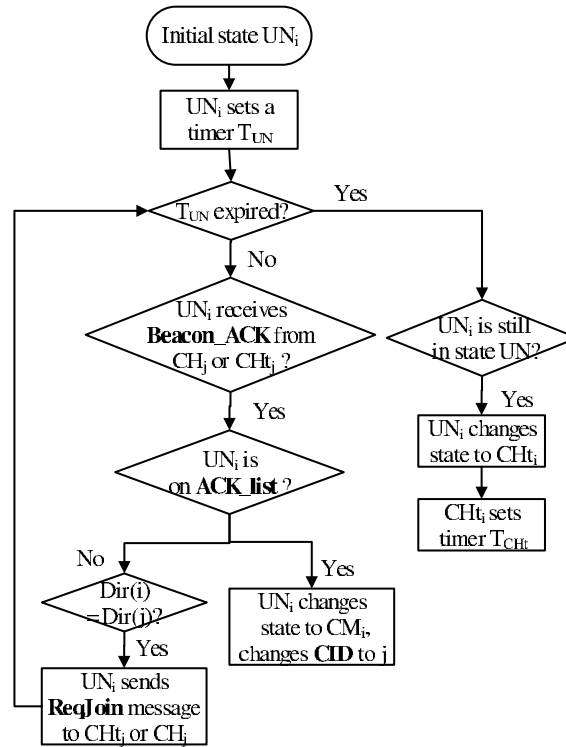 Initial state UNi
UNi sets a
timer TUN
TUN expired?
Yes
No
UNi receives
Beacon_ACK from
CHj or CHtj ?
UNi is still
in state UN?
Yes
Yes
UNi changes
state to CHti
UNi is
on ACK_list ?
CHti sets
timer TCHt
No
Yes
Dir(i)
=Dir(j)?
UNi changes
state to CMi,
changes CID to j
Yes
UNi sends
ReqJoin message
to CHtj or CHj